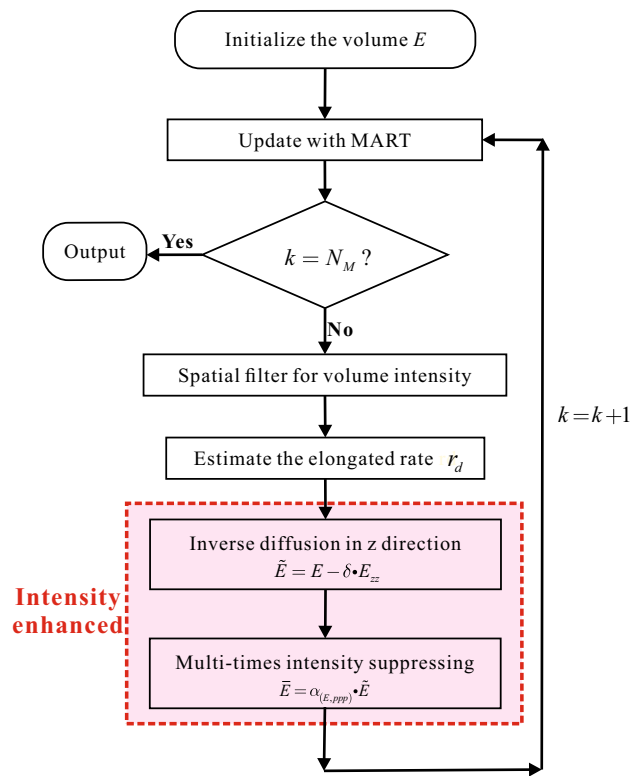 Initialize the volume E
Update with MART
Output
Yes
k = N_M ?
No
Spatial filter for volume intensity
k = k+1
Estimate the elongated rate r_d
Inverse diffusion in z direction
Ẽ = E − δ•E_zz
Intensity
enhanced
Multi-times intensity suppressing
Ē = α_(E,ppp)•Ẽ